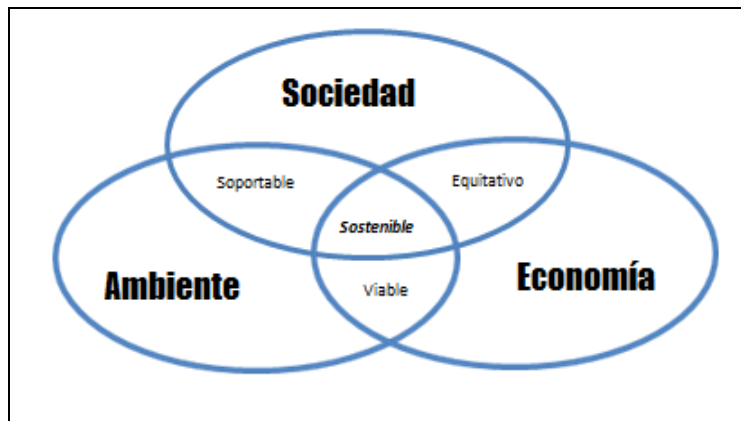 Sociedad
Soportable
Equitativo
Sostenible
Ambiente
Viable
Economía